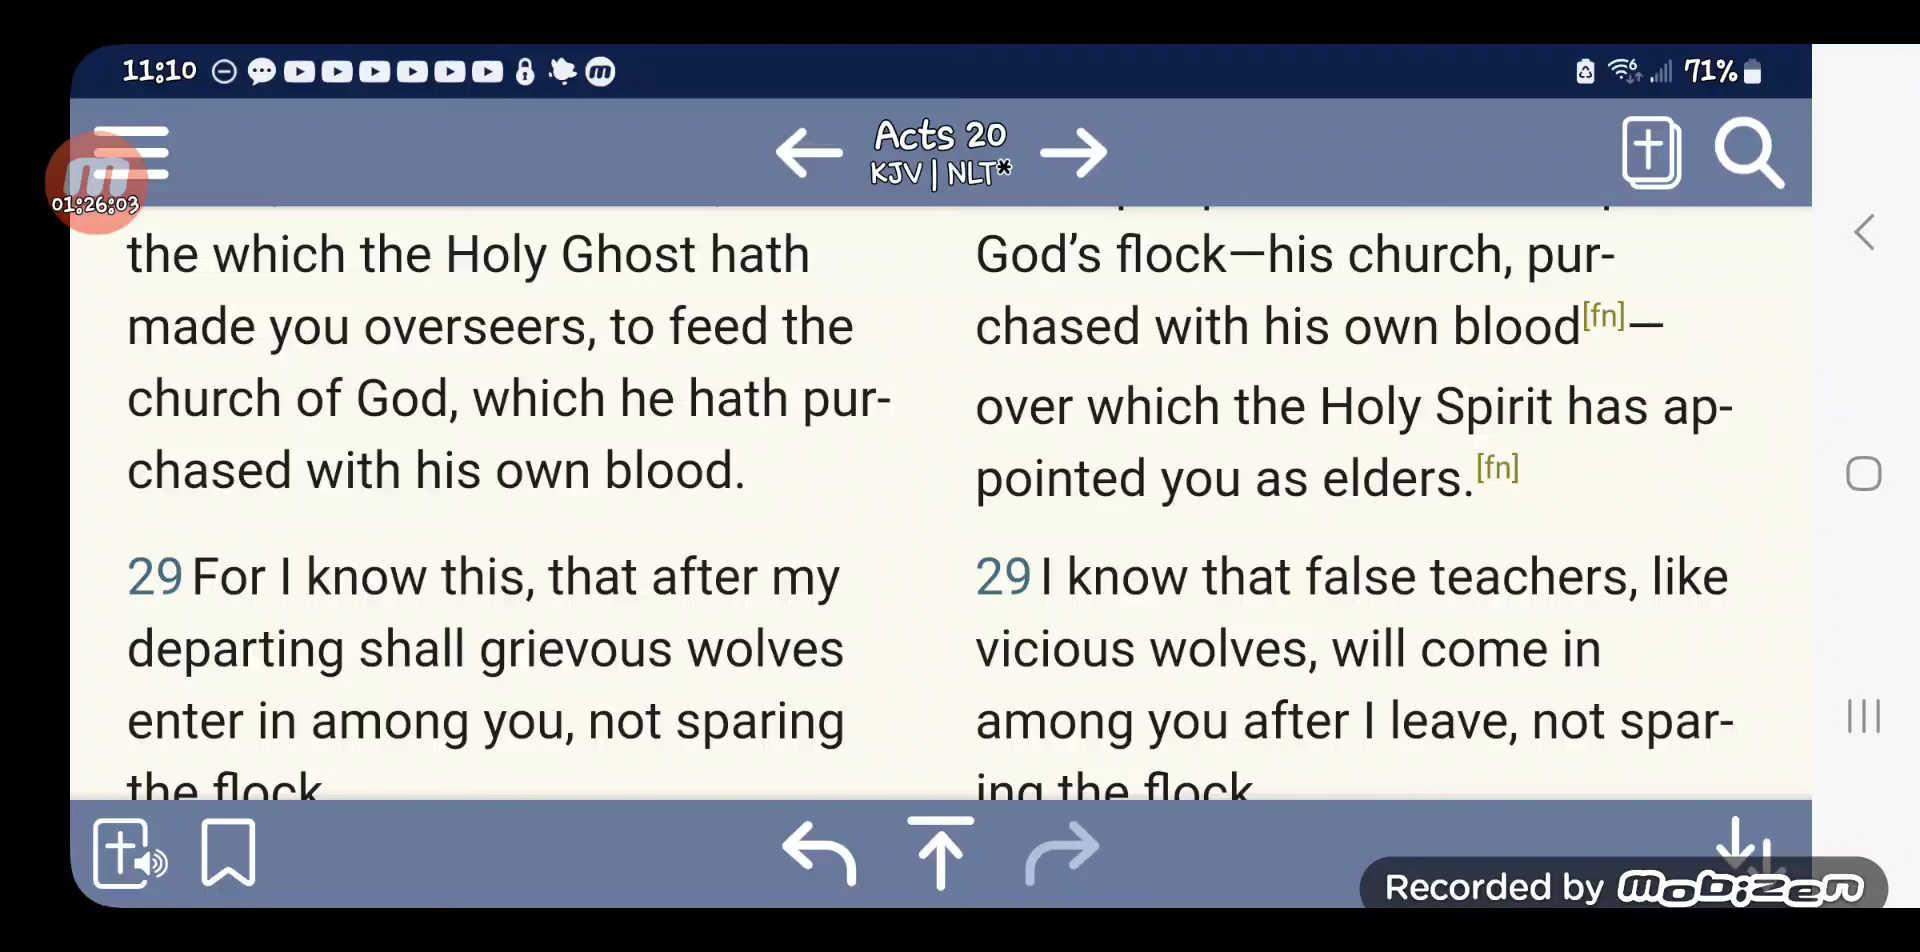 11:10
71%
Acts 20
KJV | NLT*
01:26:03
the which the Holy Ghost hath
made you overseers, to feed the
church of God, which he hath pur-
chased with his own blood.
29 For I know this, that after my
departing shall grievous wolves
enter in among you, not sparing
the flock
God’s flock—his church, pur-
chased with his own blood[fn]—
over which the Holy Spirit has ap-
pointed you as elders.[fn]
29 I know that false teachers, like
vicious wolves, will come in
among you after I leave, not spar-
ing the flock
Recorded by mobizen